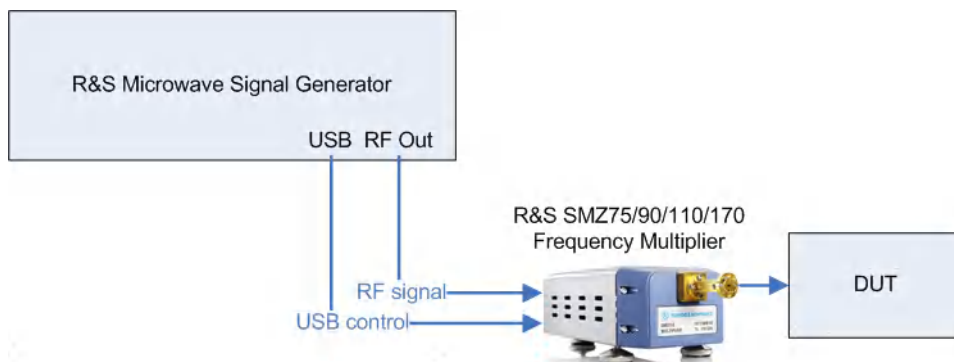 R&S Microwave Signal Generator
USB RF Out
R&S SMZ75/90/110/170
Frequency Multiplier
RF signal
USB control
DUT